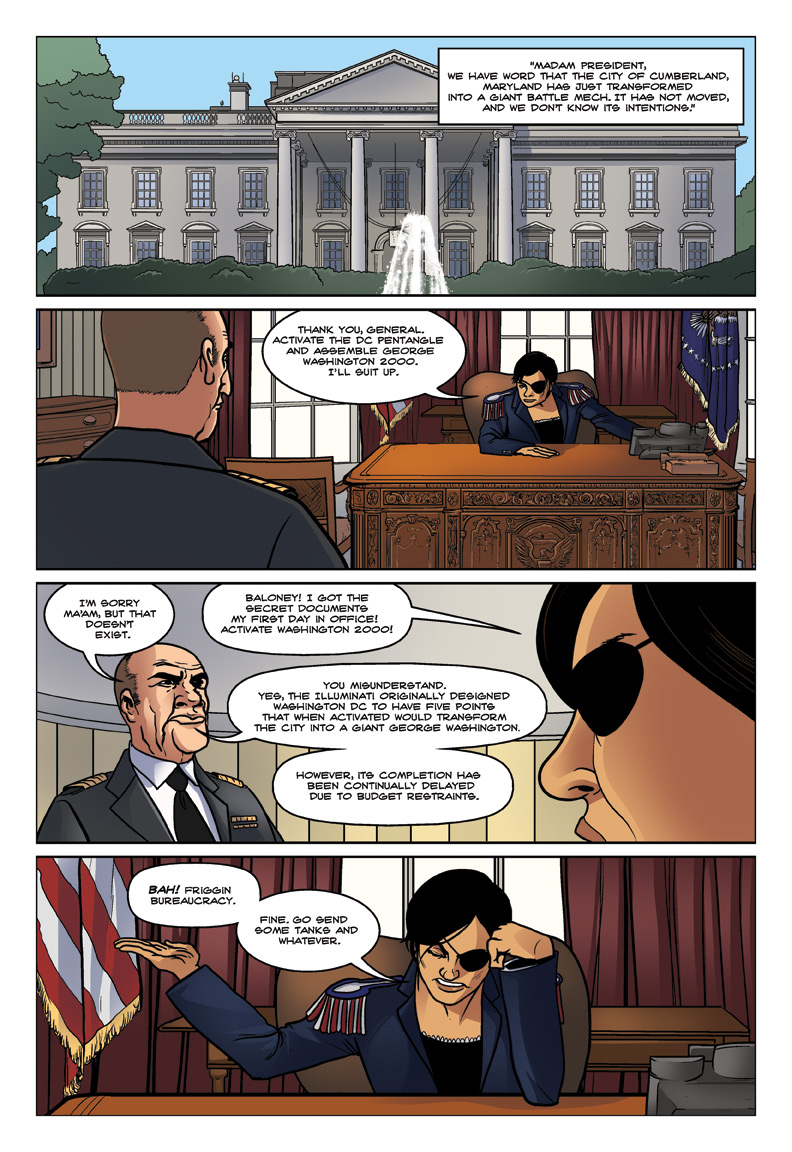 "MADAM PRESIDENT,
WE HAVE WORD THAT THE CITY OF CUMBERLAND,
MARYLAND HAS JUST TRANSFORMED
INTO A GIANT BATTLE MECH. IT HAS NOT MOVED,
AND WE DON'T KNOW ITS INTENTIONS."
THANK YOU, GENERAL.
ACTIVATE THE DC PENTANGLE
AND ASSEMBLE GEORGE
WASHINGTON 2000.
I'LL SUIT UP.
I'M SORRY
MA'AM, BUT THAT
DOESN'T
EXIST.
BALONEY! I GOT THE
SECRET DOCUMENTS
MY FIRST DAY IN OFFICE!
ACTIVATE WASHINGTON 2000!
YOU MISUNDERSTAND.
YES, THE ILLUMINATI ORIGINALLY DESIGNED
WASHINGTON DC TO HAVE FIVE POINTS
THAT WHEN ACTIVATED WOULD TRANSFORM
THE CITY INTO A GIANT GEORGE WASHINGTON.
HOWEVER, ITS COMPLETION HAS
BEEN CONTINUALLY DELAYED
DUE TO BUDGET RESTRAINTS.
BAH! FRIGGIN
BUREAUCRACY.
FINE. GO SEND
SOME TANKS AND
WHATEVER.